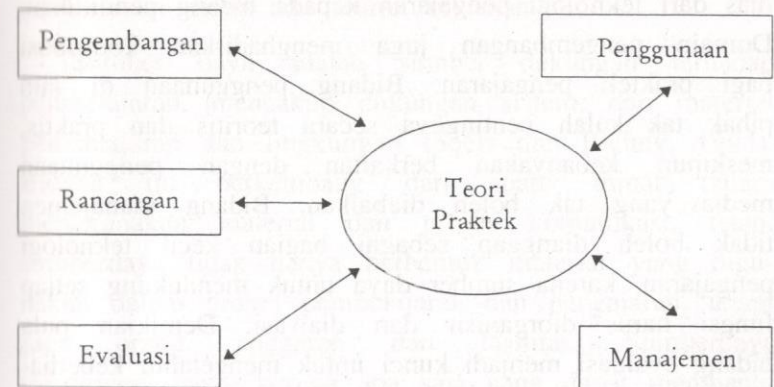 Pengembangan
Penggunaan
Rancangan
Teori
Praktek
Evaluasi
Manajemen